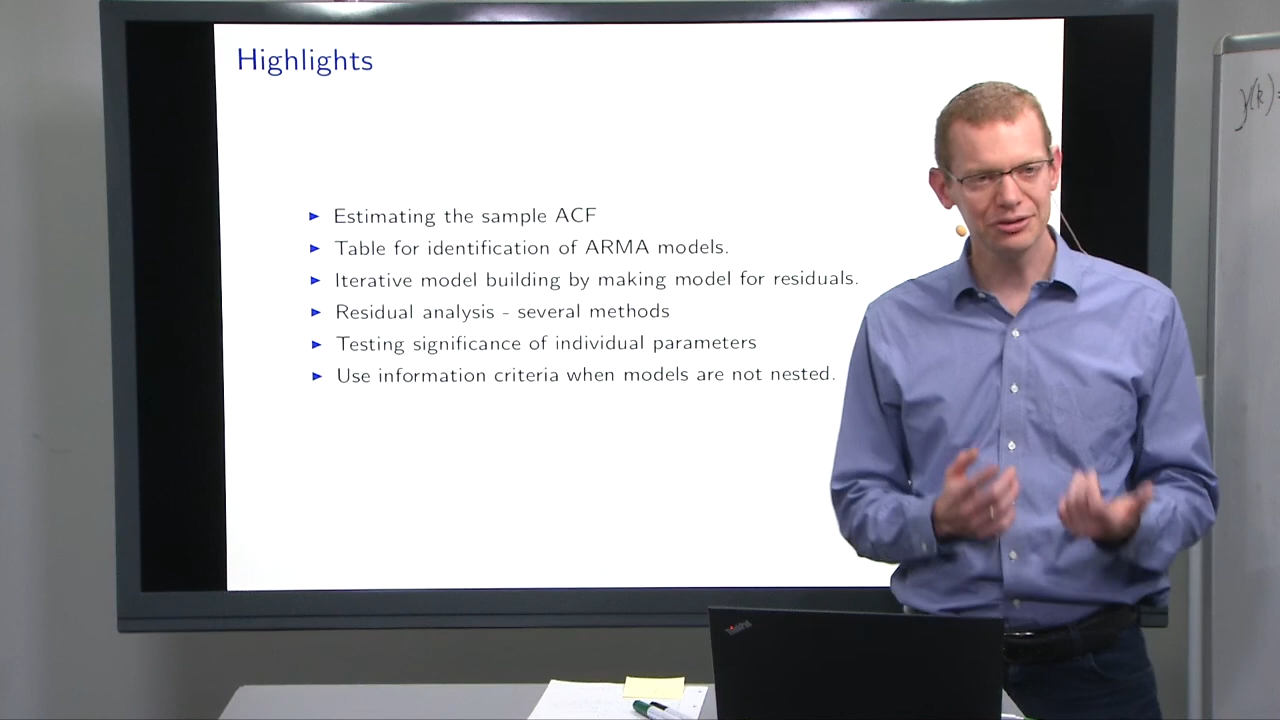 Highlights
Estimating the sample ACF
Table for identification of ARMA models.
Iterative model building by making model for residuals.
Residual analysis - several methods
Testing significance of individual parameters
Use information criteria when models are not nested.
y(k)=
ThinkPad